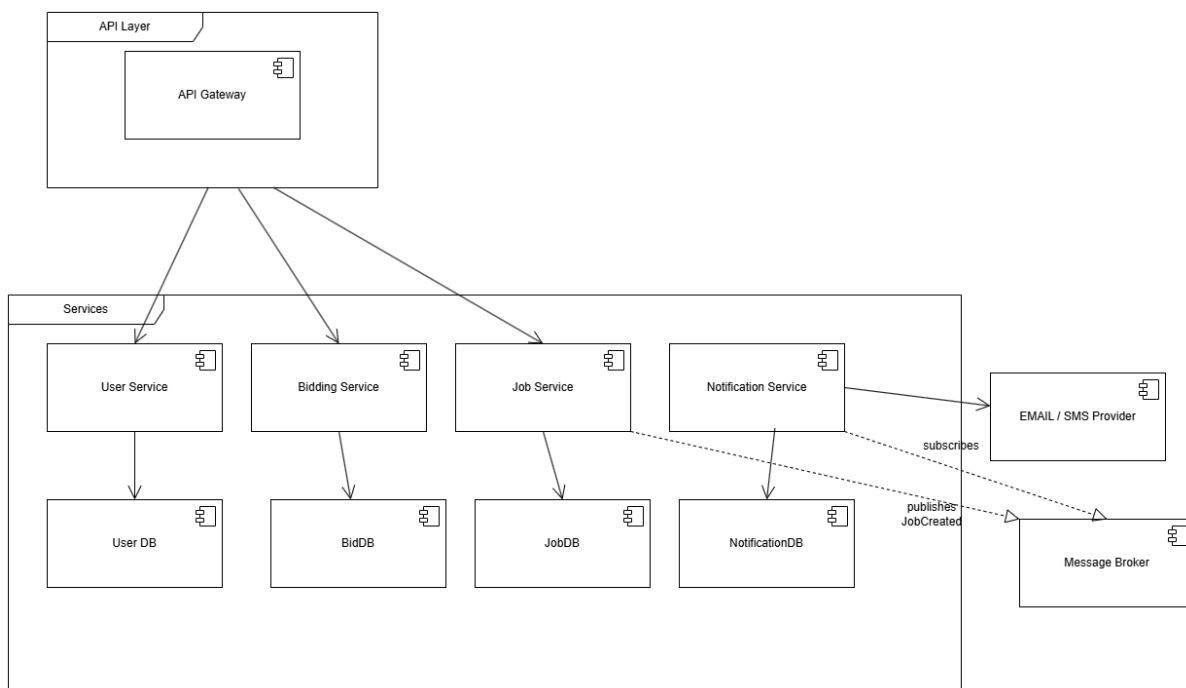 API Layer
API Gateway
Services
User Service
Bidding Service
Job Service
Notification Service
EMAIL / SMS Provider
subscribes
publishes
JobCreated
User DB
BidDB
JobDB
NotificationDB
Message Broker